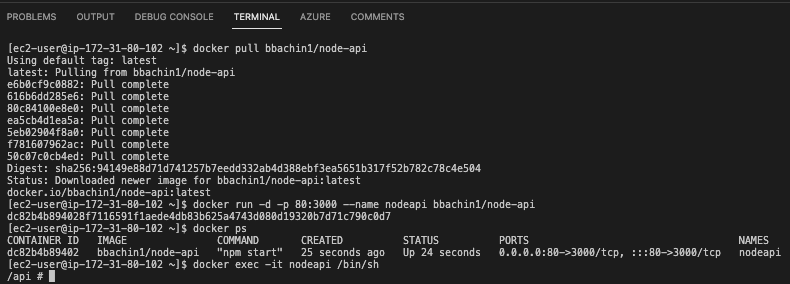 PROBLEMS OUTPUT DEBUG CONSOLE TERMINAL AZURE COMMENTS
[ec2-user@ip-172-31-80-102 ~]$ docker pull bbachin1/node-api
Using default tag: latest
latest: Pulling from bbachin1/node-api
e6b0cf9c0882: Pull complete
616b6dd285e6: Pull complete
80c84100e8e0: Pull complete
ea5cb4d1ea5a: Pull complete
5eb02904f8a0: Pull complete
f781607962ac: Pull complete
50c07c0cb4ed: Pull complete
Digest: sha256:94149e88d71d741257b7eedd332ab4d388ebf3ea5651b317f52b782c78c4e504
Status: Downloaded newer image for bbachin1/node-api:latest
docker.io/bbachin1/node-api:latest
[ec2-user@ip-172-31-80-102 ~]$ docker run -d -p 80:3000 --name nodeapi bbachin1/node-api
dc82b4b894028f7116591f1aede4db83b625a4743d080d19320b7d71c790c0d7
[ec2-user@ip-172-31-80-102 ~]$ docker ps
CONTAINER ID IMAGE COMMAND CREATED STATUS PORTS NAMES
dc82b4b89402 bbachin1/node-api "npm start" 25 seconds ago Up 24 seconds 0.0.0.0:80->3000/tcp, :::80->3000/tcp nodeapi
[ec2-user@ip-172-31-80-102 ~]$ docker exec -it nodeapi /bin/sh
/api #